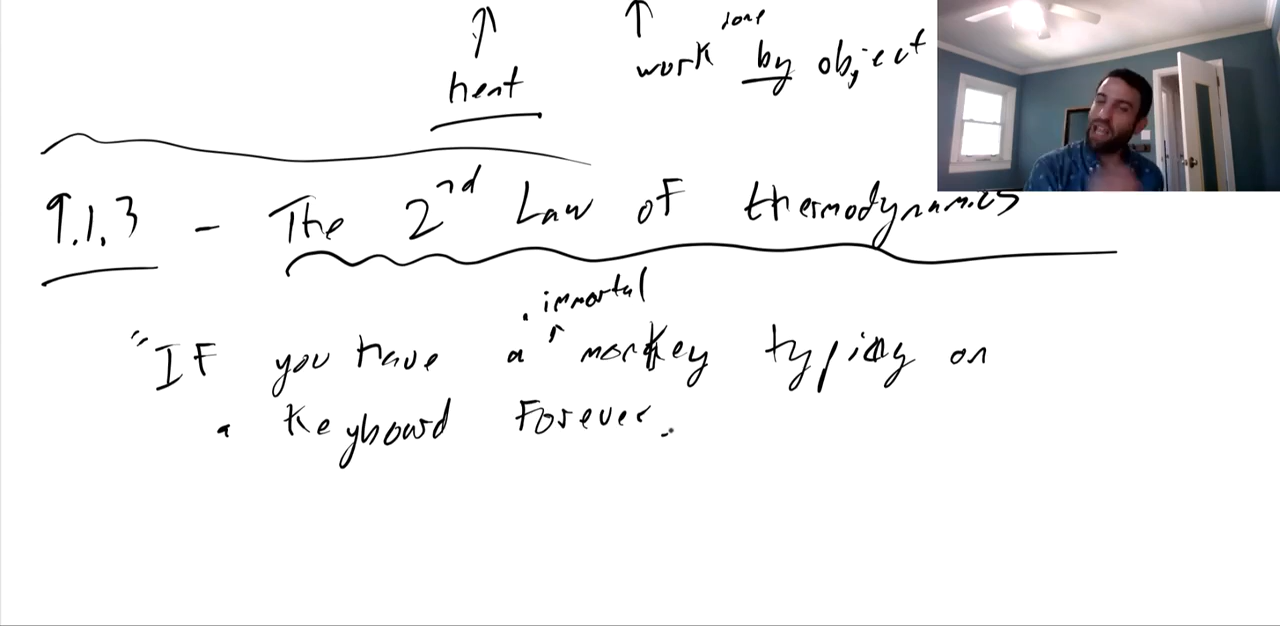 done
work by object
heat
9.1.3 - The 2nd Law of thermodynamics
immortal
"IF you have a monkey typing on
a Keyboard Forever.